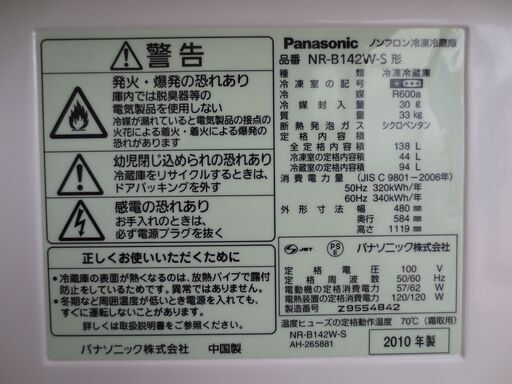 警告
発火・爆発の恐れあり
庫内では脱臭器等の
電気製品を使用しない
冷媒が漏れていると電気製品の接点の
火花による着火・着火の恐れあり
幼児閉じ込められの恐れあり
冷蔵庫をリサイクルするときは、
ドアパッキングを外す
感電の恐れあり
お手入れのときは、
必ず電源プラグを抜く
正しくお使いいただくために
●冷蔵庫の表面が熱くなるのは、放熱パイプで露付
防止をしているためです。異常ではありません。
●冬期など周囲温度が低いときは電源を入れても、
すぐに運転しないことがあります。
詳しくは取扱説明書をご覧ください。
パナソニック株式会社 中国製
Panasonic ノンフロン冷凍冷蔵庫
品番 NR-B142W-S 形
種類 冷凍冷蔵庫
冷凍室の記号
冷媒 R600a
冷媒封入量 30g
質量 33kg
断熱発泡ガス シクロペンタン
定格内容積
全定格内容積 138 L
冷凍室の定格内容積 44 L
冷蔵室の定格内容積 94 L
消費電力量 (JIS C 9801−2006年)
50Hz 320kWh/年
60Hz 340kWh/年
外形寸法 幅 480 mm
奥行 584 mm
高さ 1119 mm
S-JET PS E パナソニック株式会社
定格電圧 100 V
定格周波数 50/60 Hz
電動機の定格消費電力 57/62 W
電熱装置の定格消費電力 120/120 W
製造番号 Z9554842
温度ヒューズの定格動作温度 70℃ (霜取用)
NR-B142W-S
AH-265881
2010年製